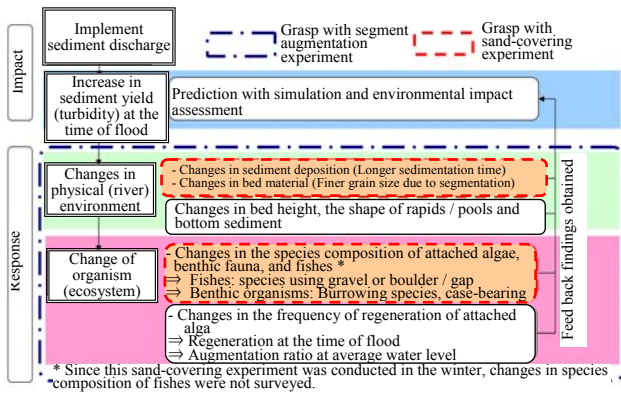 Implement
sediment discharge
Grasp with segment
augmentation
experiment
Grasp with
sand-covering
experiment
Impact
Increase in
sediment yield
(turbidity) at the
time of flood
Prediction with simulation and environmental impact
assessment
Response
Changes in
physical (river)
environment
- Changes in sediment deposition (Longer sedimentation time)
- Changes in bed material (Finer grain size due to segmentation)
Changes in bed height, the shape of rapids / pools and
bottom sediment
Change of
organism
(ecosystem)
- Changes in the species composition of attached algae,
benthic fauna, and fishes *
⇒ Fishes: species using gravel or boulder / gap
⇒ Benthic organisms: Burrowing species, case-bearing
- Changes in the frequency of regeneration of attached
alga
⇒ Regeneration at the time of flood
⇒ Augmentation ratio at average water level
Feed back findings obtained
* Since this sand-covering experiment was conducted in the winter, changes in species
composition of fishes were not surveyed.